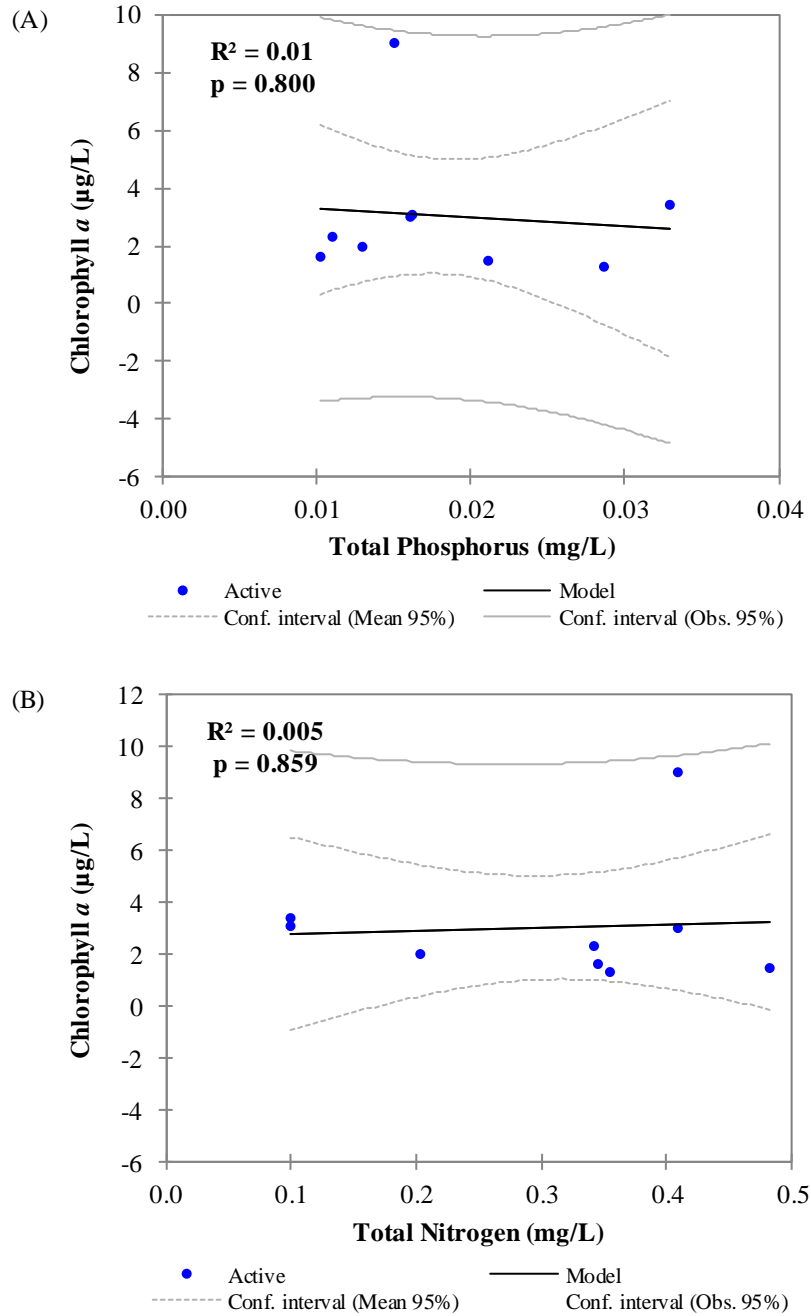 (A)
10
8
6
4
2
0
-2
-4
-6
Chlorophyll a (µg/L)
R² = 0.01
p = 0.800
0.00 0.01 0.02 0.03 0.04
Total Phosphorus (mg/L)
Active Model
Conf. interval (Mean 95%) Conf. interval (Obs. 95%)
(B)
12
10
8
6
4
2
0
-2
-4
-6
Chlorophyll a (µg/L)
R² = 0.005
p = 0.859
0.0 0.1 0.2 0.3 0.4 0.5
Total Nitrogen (mg/L)
Active Model
Conf. interval (Mean 95%) Conf. interval (Obs. 95%)